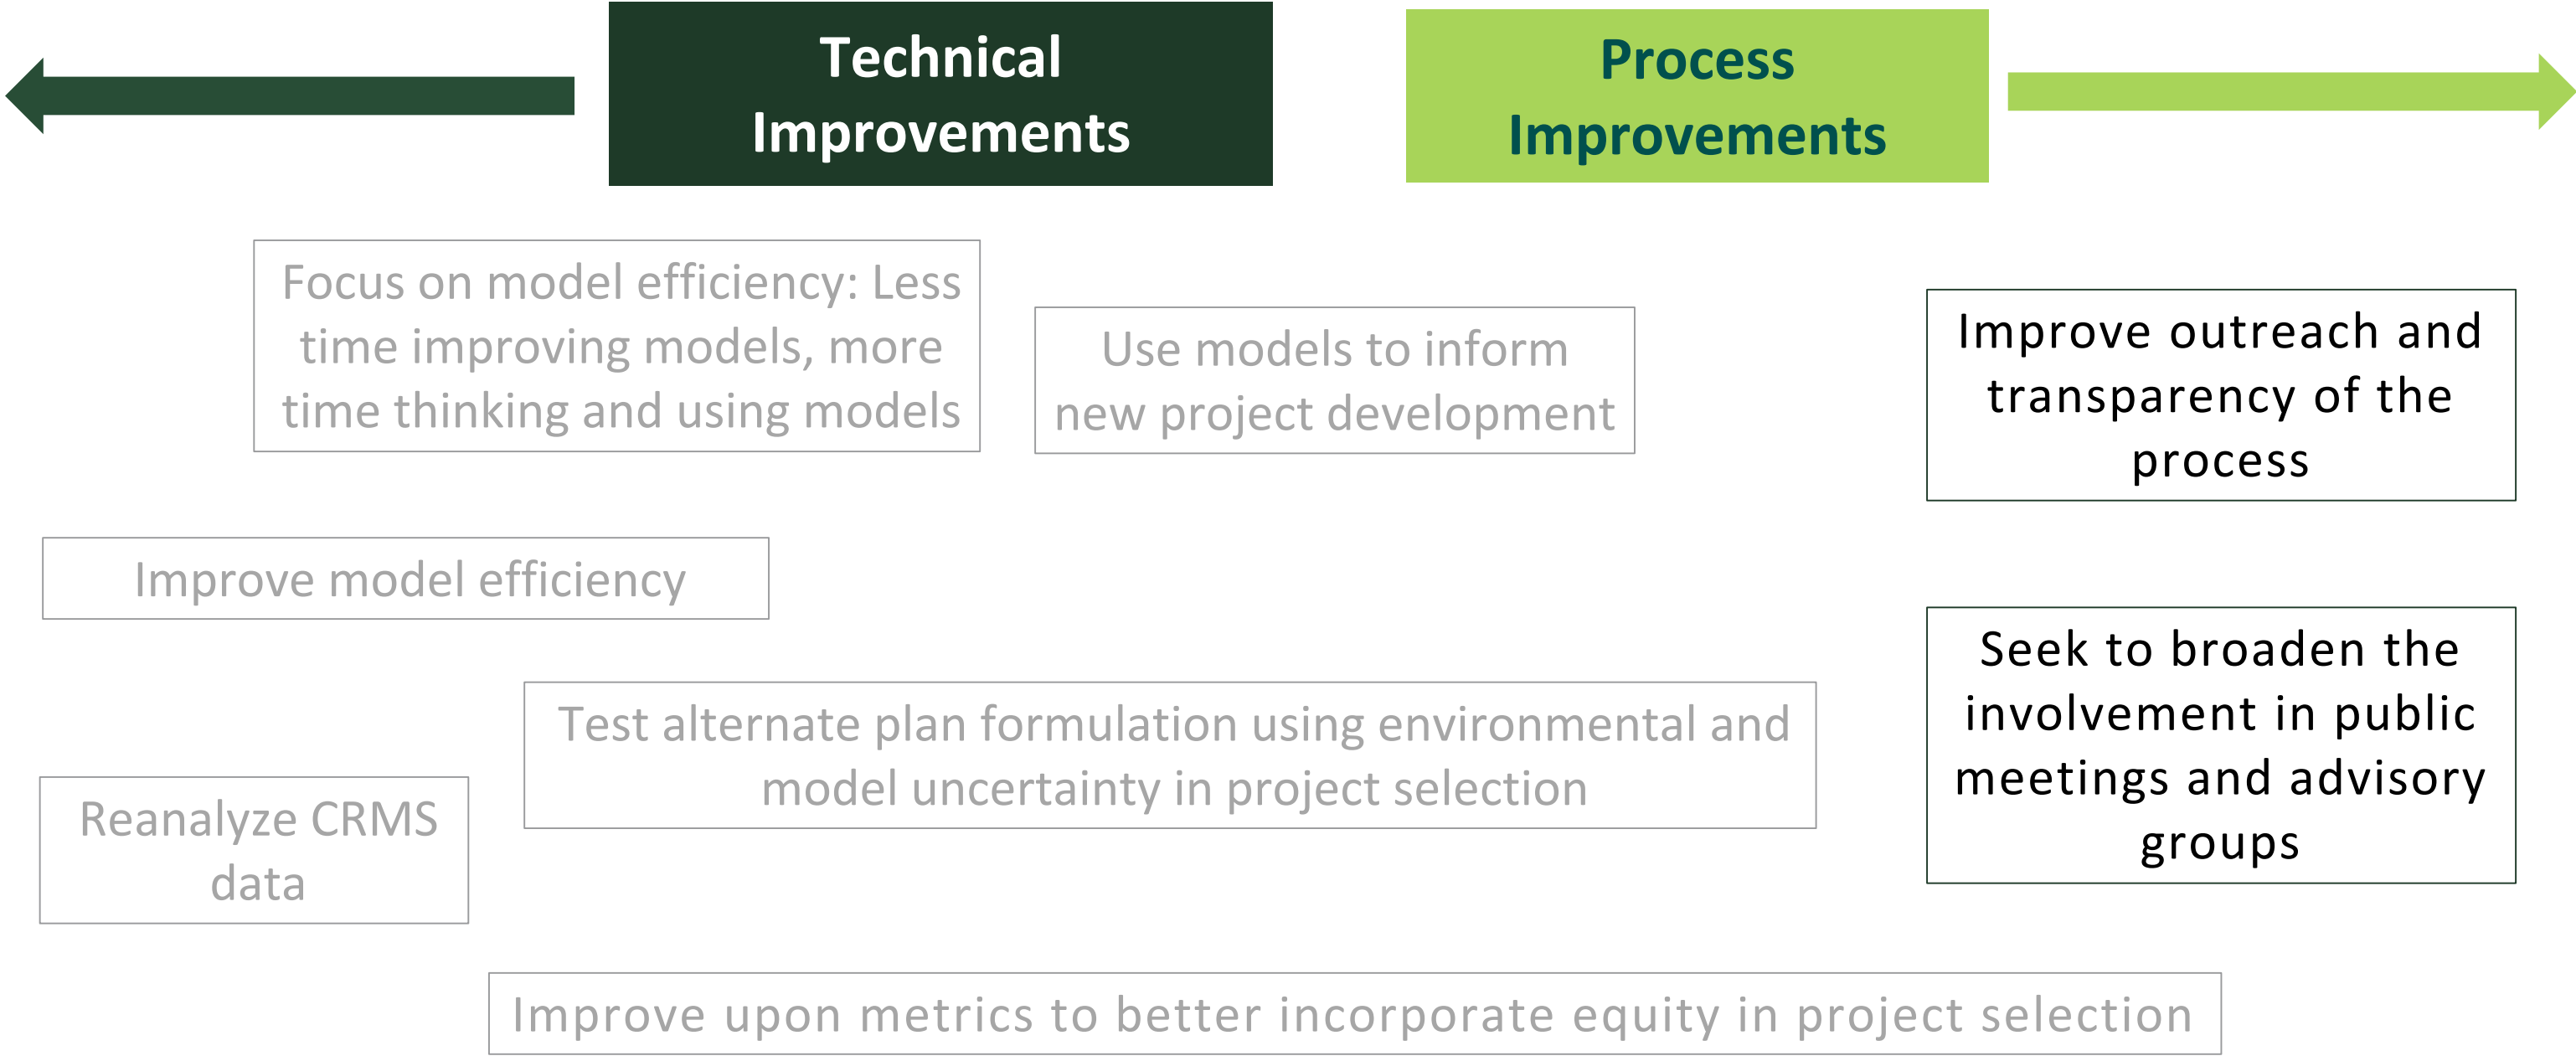 Technical
Improvements
Process
Improvements
Focus on model efficiency: Less
time improving models, more
time thinking and using models
Use models to inform
new project development
Improve outreach and
transparency of the
process
Improve model efficiency
Seek to broaden the
involvement in public
meetings and advisory
groups
Test alternate plan formulation using environmental and
model uncertainty in project selection
Reanalyze CRMS
data
Improve upon metrics to better incorporate equity in project selection